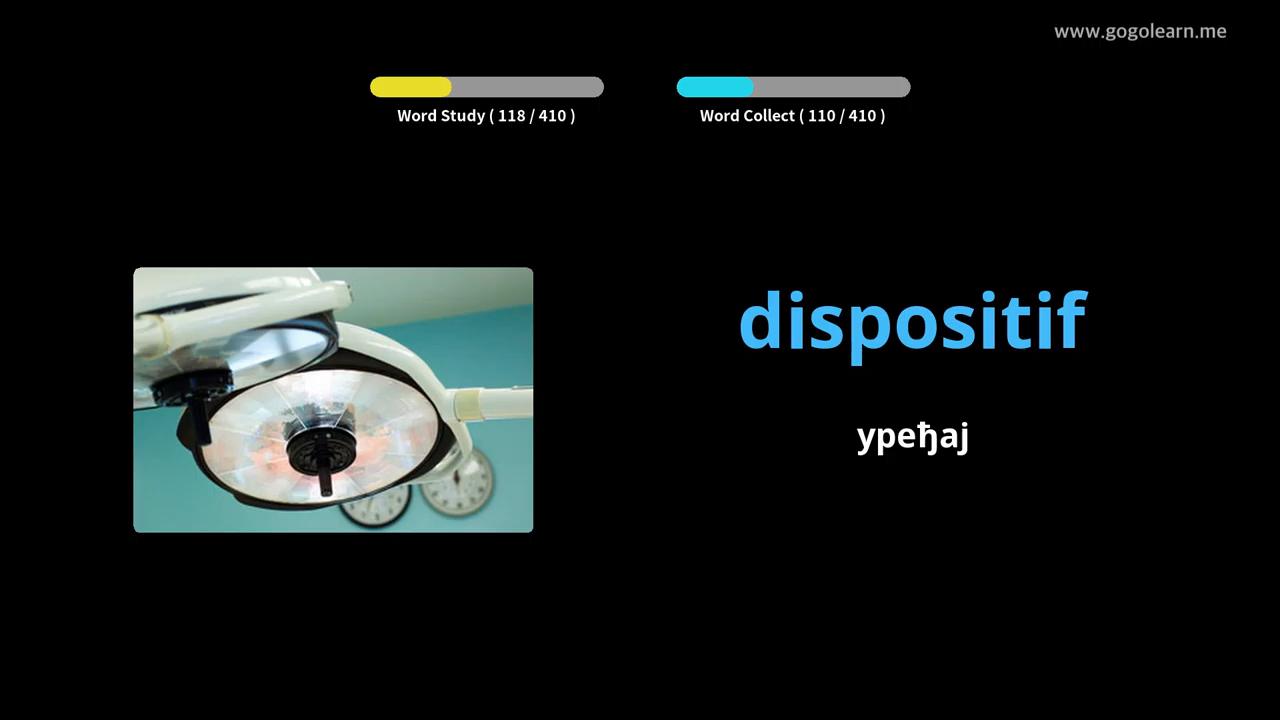 www.gogolearn.me
Word Study ( 118 / 410 )
Word Collect ( 110 / 410 )
dispositif
уређај